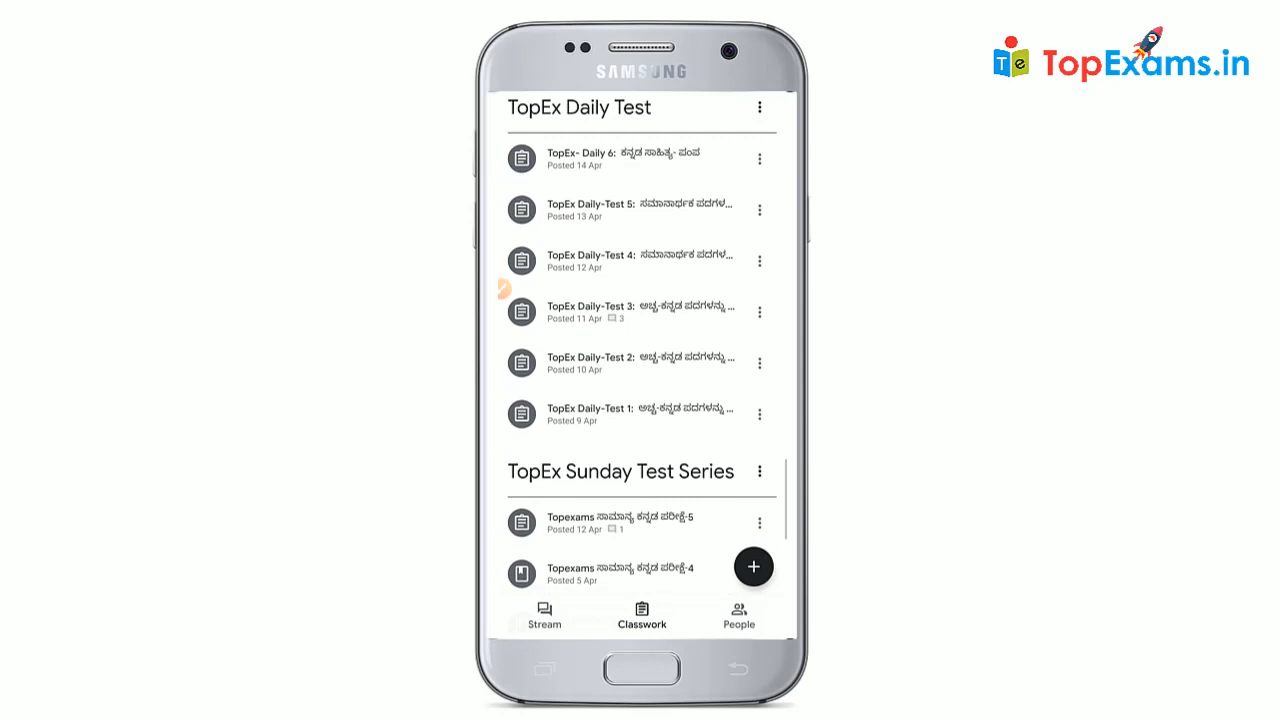 TopExams.in
SAMSUNG
TopEx Daily Test
TopEx- Daily 6: ಕನ್ನಡ ಸಾಹಿತ್ಯ- ಪಂಪ
Posted 14 Apr
TopEx Daily-Test 5: ಸಮಾನಾರ್ಥಕ ಪದಗಳ...
Posted 13 Apr
TopEx Daily-Test 4: ಸಮಾನಾರ್ಥಕ ಪದಗಳ...
Posted 12 Apr
TopEx Daily-Test 3: ಅಚ್ಚ-ಕನ್ನಡ ಪದಗಳನ್ನು ...
Posted 11 Apr 3
TopEx Daily-Test 2: ಅಚ್ಚ-ಕನ್ನಡ ಪದಗಳನ್ನು ...
Posted 10 Apr
TopEx Daily-Test 1: ಅಚ್ಚ-ಕನ್ನಡ ಪದಗಳನ್ನು ...
Posted 9 Apr
TopEx Sunday Test Series
Topexams ಸಾಮಾನ್ಯ ಕನ್ನಡ ಪರೀಕ್ಷೆ-5
Posted 12 Apr 1
Topexams ಸಾಮಾನ್ಯ ಕನ್ನಡ ಪರೀಕ್ಷೆ-4
Posted 5 Apr
Stream
Classwork
People